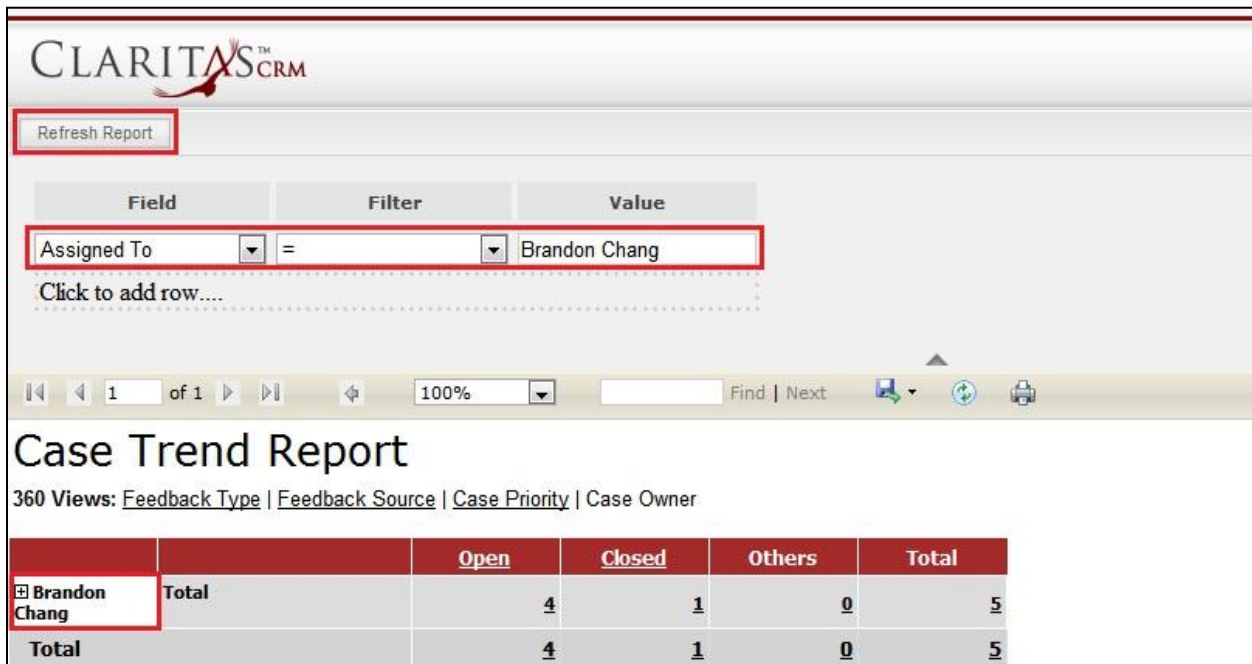 CLARITAS™CRM
Refresh Report
Field Filter Value
Assigned To = Brandon Chang
Click to add row....
1 of 1 100% Find | Next
Case Trend Report
360 Views: Feedback Type | Feedback Source | Case Priority | Case Owner
Open Closed Others Total
Brandon Chang Total 4 1 0 5
Total 4 1 0 5